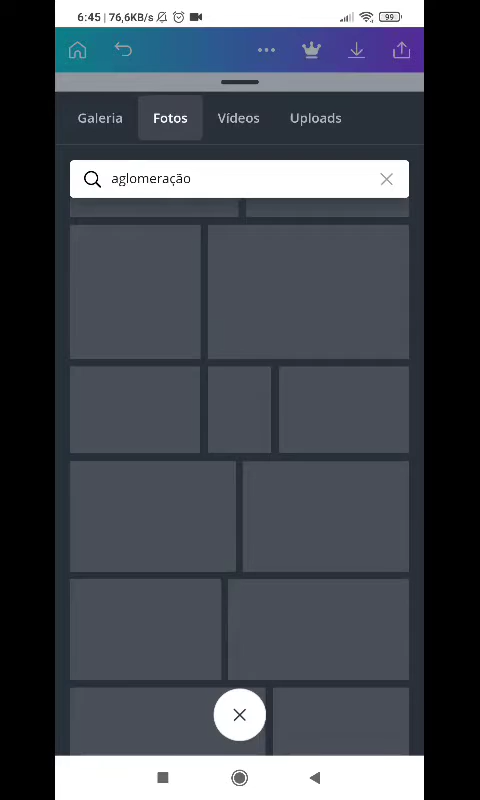 6:45 | 76,6KB/s
99
Galeria
Fotos
Vídeos
Uploads
aglomeração